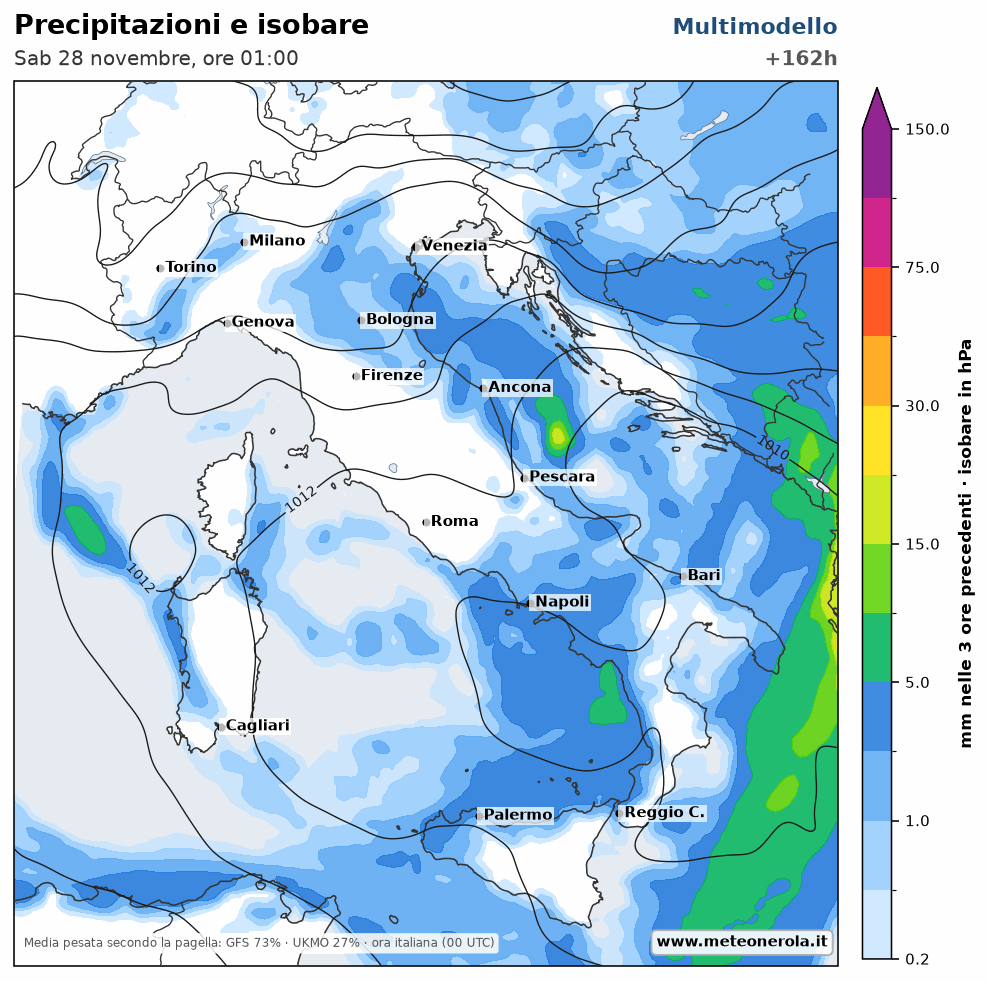 Precipitazioni e isobare
Multimodello
Sab 28 novembre, ore 01:00
+162h
150.0
75.0
30.0
15.0
5.0
1.0
0.2
mm nelle 3 ore precedenti · isobare in hPa
Milano
Venezia
Torino
Genova
Bologna
Firenze
Ancona
1010
Pescara
1012
Roma
1012
Bari
Napoli
Cagliari
Palermo
Reggio C.
Media pesata secondo la pagella: GFS 73% · UKMO 27% · ora italiana (00 UTC)
www.meteonerola.it